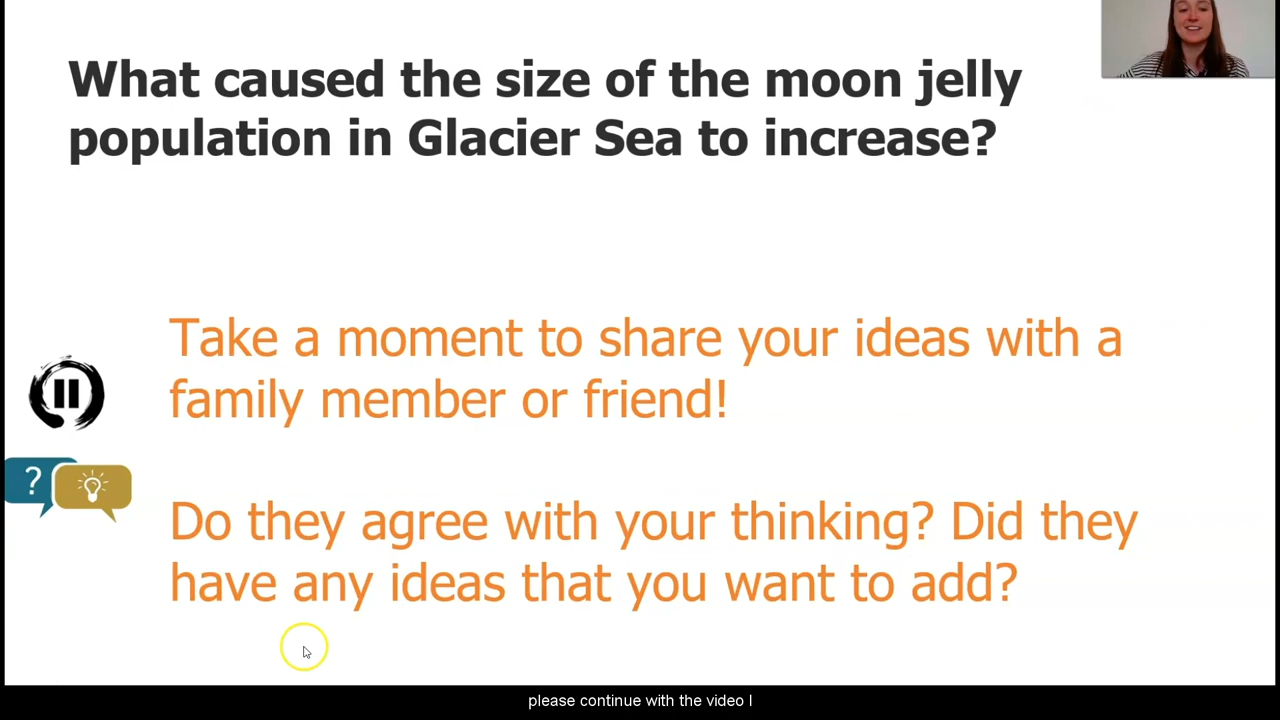 What caused the size of the moon jelly
population in Glacier Sea to increase?
Take a moment to share your ideas with a
family member or friend!
?
Do they agree with your thinking? Did they
have any ideas that you want to add?
please continue with the video I